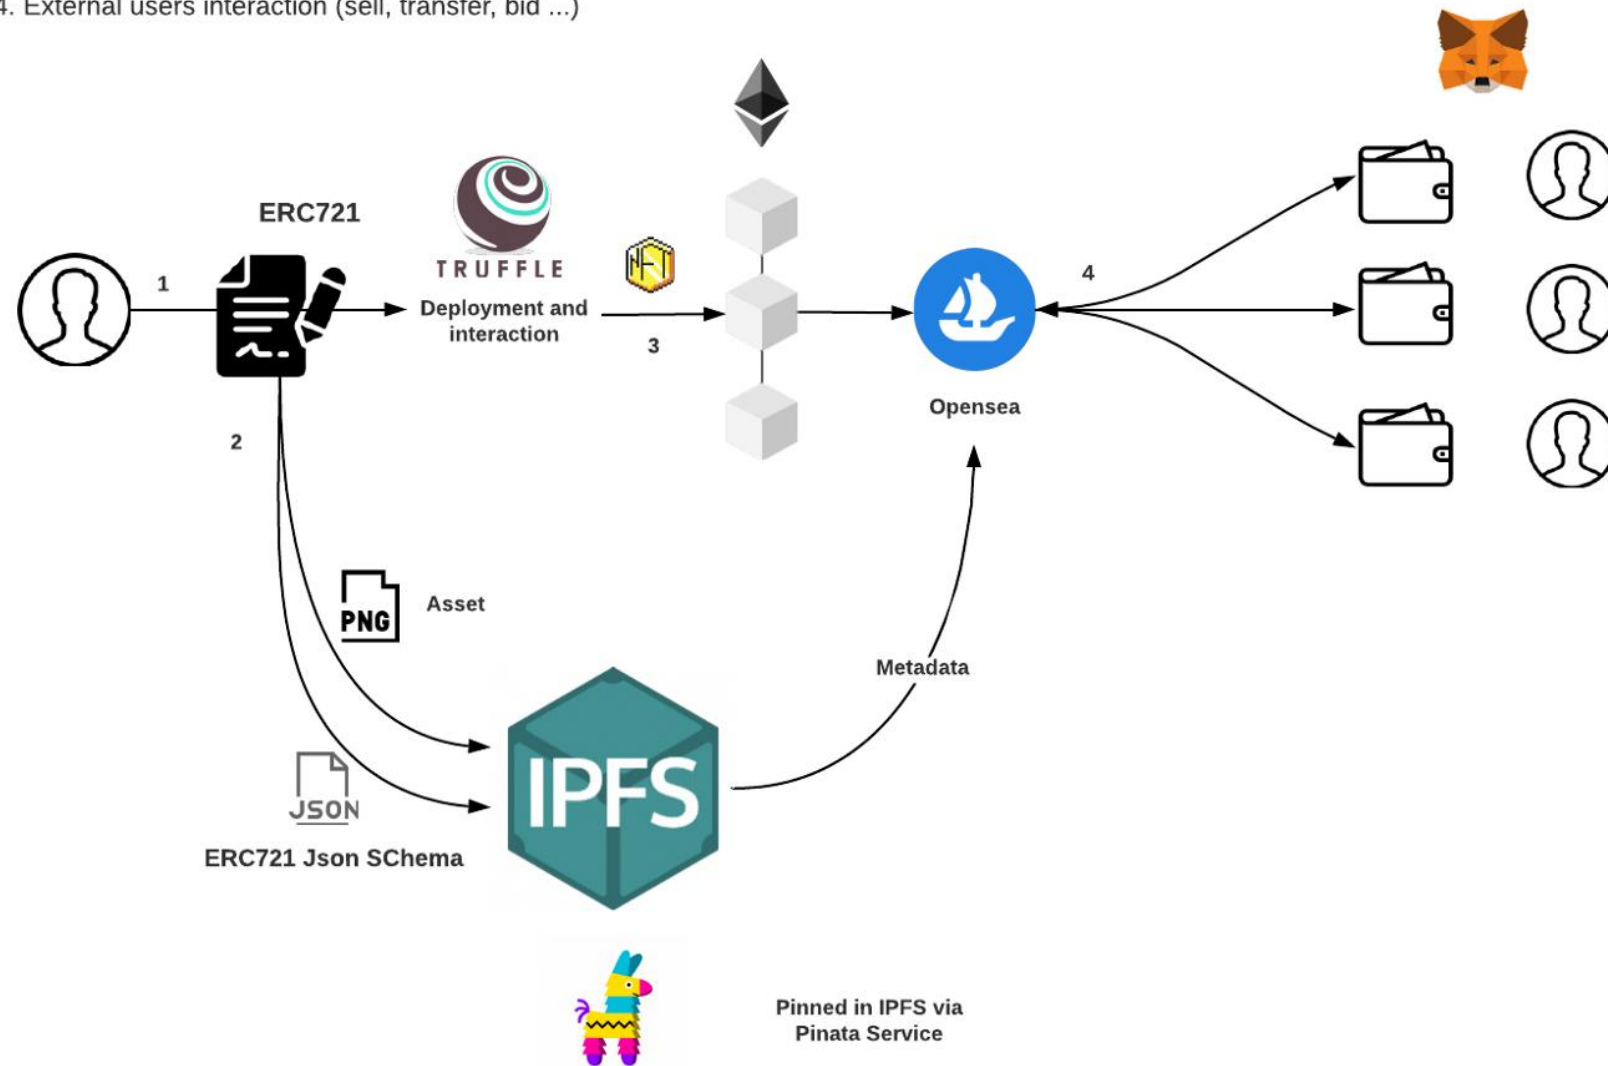 4. External users interaction (sell, transfer, bid ...)
ERC721
TRUFFLE
NFT
1
Deployment and
interaction
3
4
Opensea
2
PNG
Asset
Metadata
IPFS
JSON
ERC721 Json SChema
Pinned in IPFS via
Pinata Service